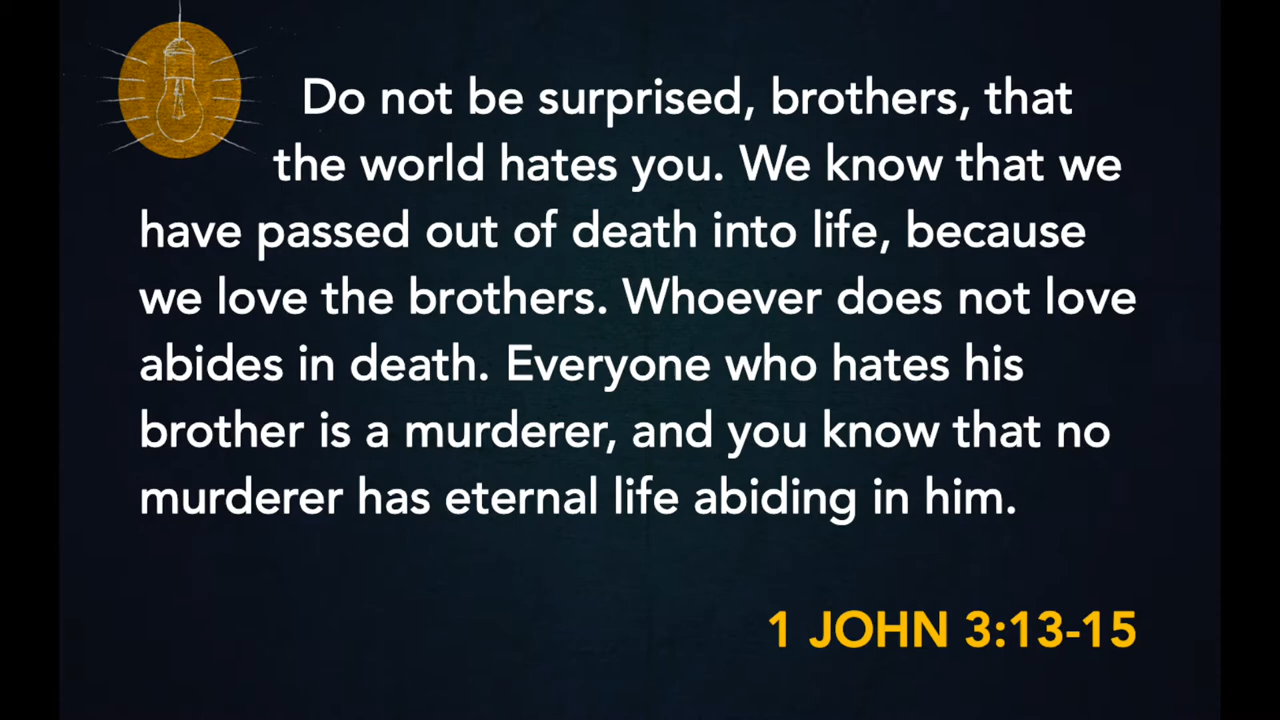 Do not be surprised, brothers, that
the world hates you. We know that we
have passed out of death into life, because
we love the brothers. Whoever does not love
abides in death. Everyone who hates his
brother is a murderer, and you know that no
murderer has eternal life abiding in him.
1 JOHN 3:13-15